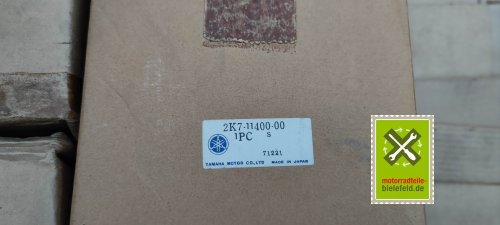 2K7-11400-00
1PC S
71221
YAMAHA MOTOR CO.,LTD MADE IN JAPAN
motorradteile-
bielefeld.de